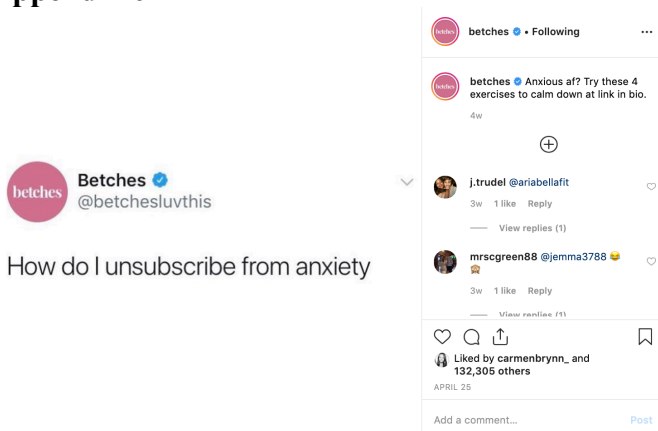 betches
Betches
@betchesluvthis
How do I unsubscribe from anxiety
betches
betches • Following
betches
betches Anxious af? Try these 4
exercises to calm down at link in bio.
4w
j.trudel @ariabellafit
3w 1 like Reply
View replies (1)
mrscgreen88 @jemma3788 😂
🙈
3w 1 like Reply
View replies (1)
Liked by carmenbrynn_ and
132,305 others
APRIL 25
Add a comment... Post